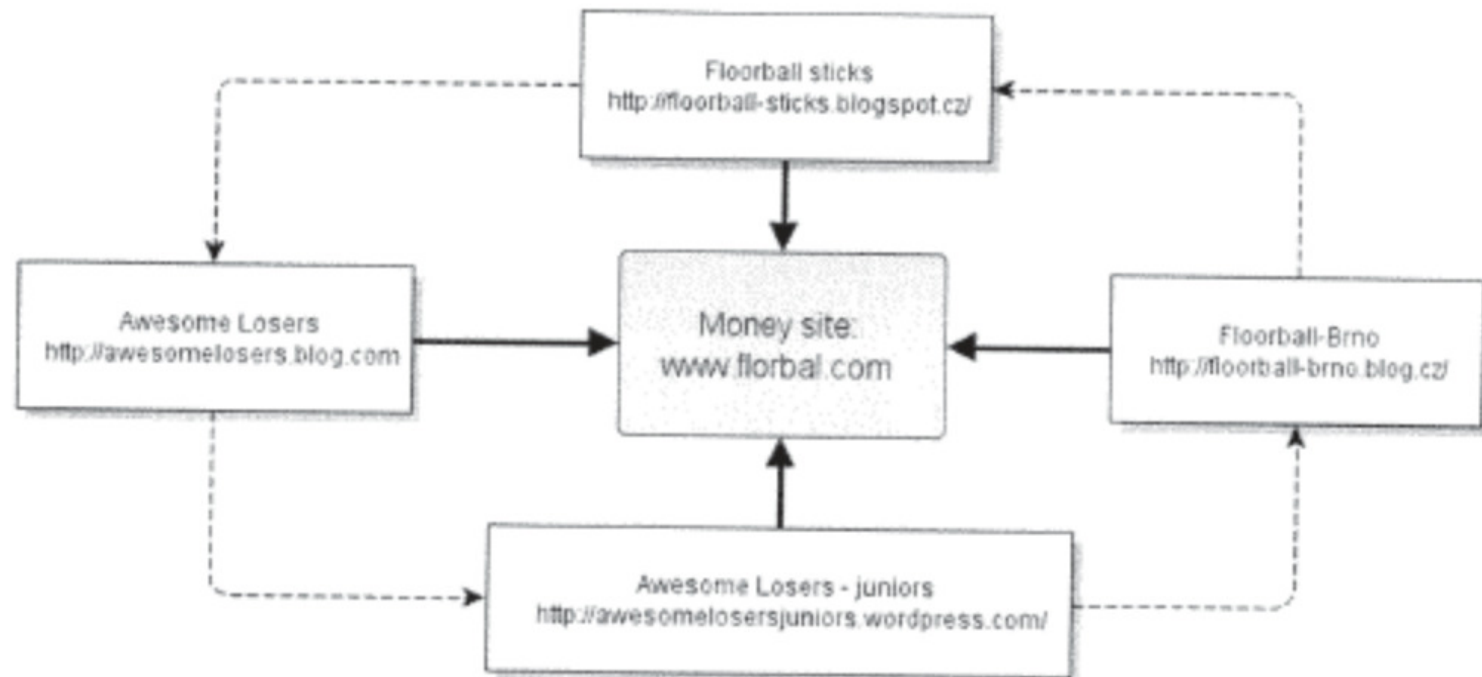 Floorball sticks
http://floorball-sticks.blogspot.cz/
Awesome Losers
http://awesomelosers.blog.com
Money site:
www.florbal.com
Floorball-Brno
http://floorball-brno.blog.cz/
Awesome Losers - juniors
http://awesomelosersjuniors.wordpress.com/